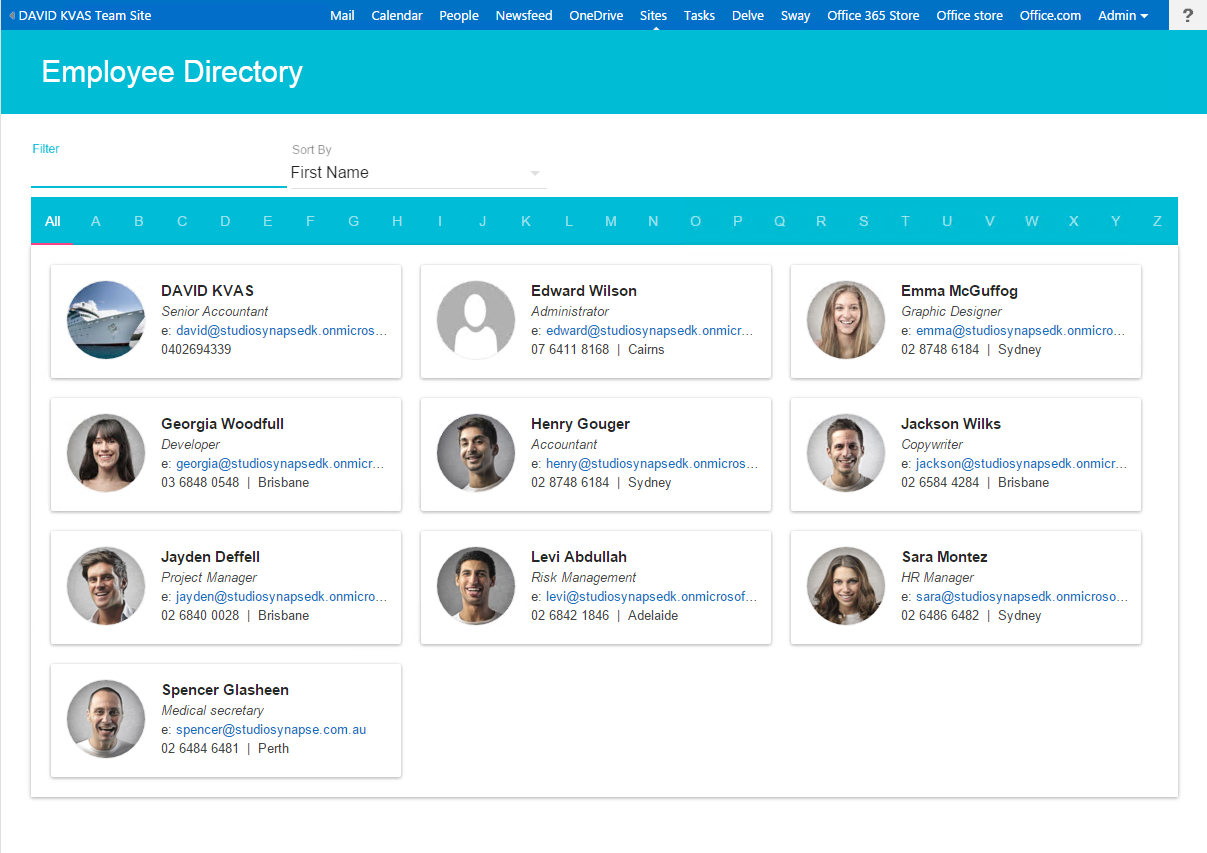 DAVID KVAS Team Site Mail Calendar People Newsfeed OneDrive Sites Tasks Delve Sway Office 365 Store Office store Office.com Admin ?
Employee Directory
Filter
Sort By
First Name
All A B C D E F G H I J K L M N O P Q R S T U V W X Y Z
DAVID KVAS
Senior Accountant
e: david@studiosynapsedk.onmicros...
0402694339
Edward Wilson
Administrator
e: edward@studiosynapsedk.onmicr...
07 6411 8168 | Cairns
Emma McGuffog
Graphic Designer
e: emma@studiosynapsedk.onmicro...
02 8748 6184 | Sydney
Georgia Woodfull
Developer
e: georgia@studiosynapsedk.onmicr...
03 6848 0548 | Brisbane
Henry Gouger
Accountant
e: henry@studiosynapsedk.onmicros...
02 8748 6184 | Sydney
Jackson Wilks
Copywriter
e: jackson@studiosynapsedk.onmicr...
02 6584 4284 | Brisbane
Jayden Deffell
Project Manager
e: jayden@studiosynapsedk.onmicro...
02 6840 0028 | Brisbane
Levi Abdullah
Risk Management
e: levi@studiosynapsedk.onmicrosof...
02 6842 1846 | Adelaide
Sara Montez
HR Manager
e: sara@studiosynapsedk.onmicroso...
02 6486 6482 | Sydney
Spencer Glasheen
Medical secretary
e: spencer@studiosynapse.com.au
02 6484 6481 | Perth